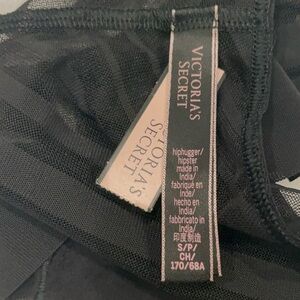 VICTORIA'S
SECRET
hiphugger/
hipster
made in
India/
fabriqué en
Inde/
hecho en
India/
fabbricato in
India/
印度制造
S/P/
CH/
170/68A
VICTORIA'S
SECRET